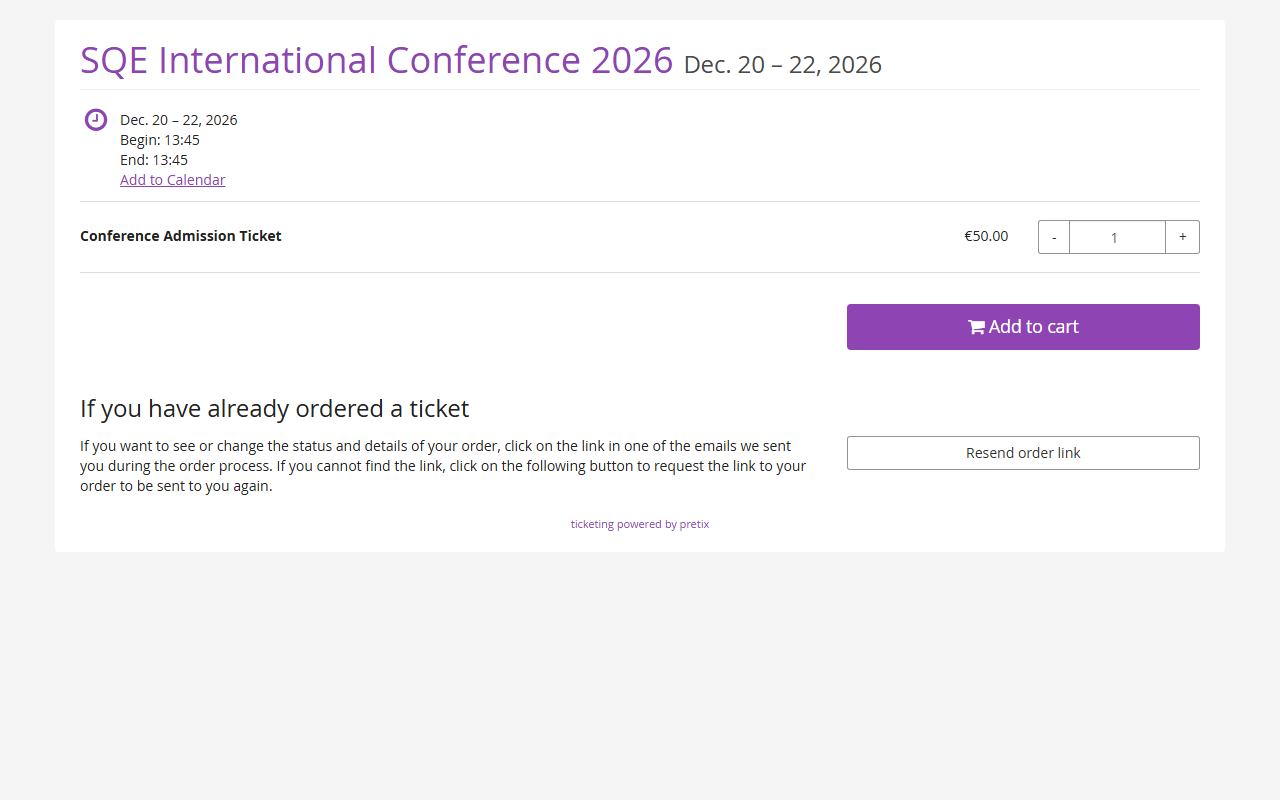 SQE International Conference 2026 Dec. 20 – 22, 2026
Dec. 20 – 22, 2026
Begin: 13:45
End: 13:45
Add to Calendar
Conference Admission Ticket €50.00 - 1 +
Add to cart
If you have already ordered a ticket
If you want to see or change the status and details of your order, click on the link in one of the emails we sent
you during the order process. If you cannot find the link, click on the following button to request the link to your
order to be sent to you again.
Resend order link
ticketing powered by pretix